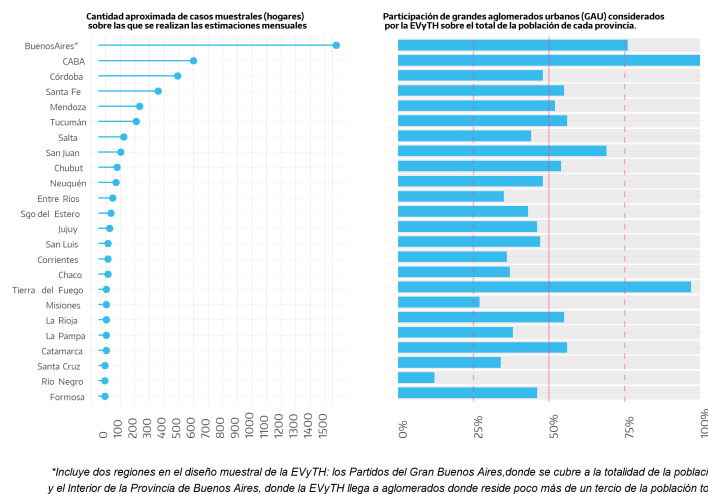 Cantidad aproximada de casos muestrales (hogares)
sobre las que se realizan las estimaciones mensuales
Participación de grandes aglomerados urbanos (GAU) considerados
por la EVyTH sobre el total de la población de cada provincia.
BuenosAires*
CABA
Córdoba
Santa Fe
Mendoza
Tucumán
Salta
San Juan
Chubut
Neuquén
Entre Ríos
Sgo del Estero
Jujuy
San Luis
Corrientes
Chaco
Tierra del Fuego
Misiones
La Rioja
La Pampa
Catamarca
Santa Cruz
Río Negro
Formosa
0 100 200 300 400 500 600 700 800 900 1000 1100 1200 1300 1400 1500
0% 25% 50% 75% 100%
*Incluye dos regiones en el diseño muestral de la EVyTH: los Partidos del Gran Buenos Aires,donde se cubre a la totalidad de la poblaci
y el Interior de la Provincia de Buenos Aires, donde la EVyTH llega a aglomerados donde reside poco más de un tercio de la población to